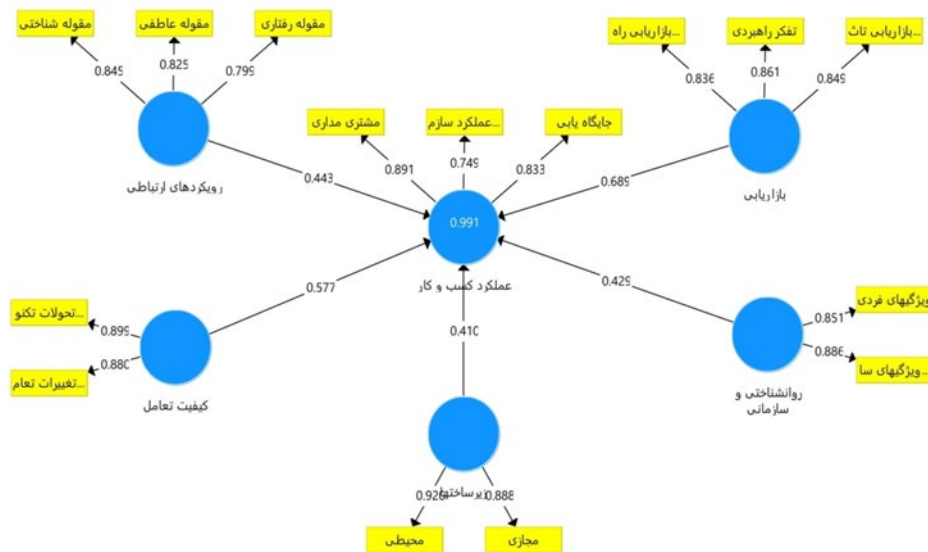 مقوله شناختی
مقوله عاطفی
مقوله رفتاری
0.845
0.825
0.799
رویکردهای ارتباطی
بازاریابی راه...
تفکر راهبردی
بازاریابی تاث...
0.836
0.861
0.849
بازاریابی
مشتری مداری
عملکرد سازم...
جایگاه یابی
0.891
0.749
0.833
0.443
0.689
0.991
عملکرد کسب و کار
0.577
0.410
0.429
تحولات تکنو...
تغییرات تعام...
0.899
0.880
کیفیت تعامل
ویژگیهای فردی
ویژگیهای سا...
0.851
0.886
روانشناختی و
سازمانی
زیرساختها
0.888
محیطی
مجازی